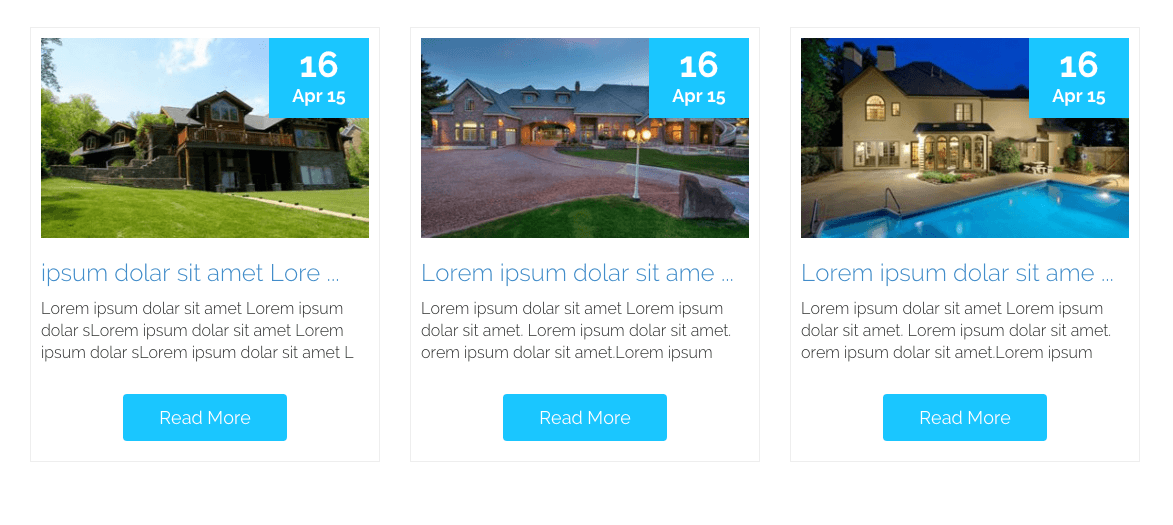 16
Apr 15
ipsum dolar sit amet Lore ...
Lorem ipsum dolar sit amet Lorem ipsum
dolar sLorem ipsum dolar sit amet Lorem
ipsum dolar sLorem ipsum dolar sit amet L
Read More
16
Apr 15
Lorem ipsum dolar sit ame ...
Lorem ipsum dolar sit amet Lorem ipsum
dolar sit amet. Lorem ipsum dolar sit amet.
orem ipsum dolar sit amet.Lorem ipsum
Read More
16
Apr 15
Lorem ipsum dolar sit ame ...
Lorem ipsum dolar sit amet Lorem ipsum
dolar sit amet. Lorem ipsum dolar sit amet.
orem ipsum dolar sit amet.Lorem ipsum
Read More